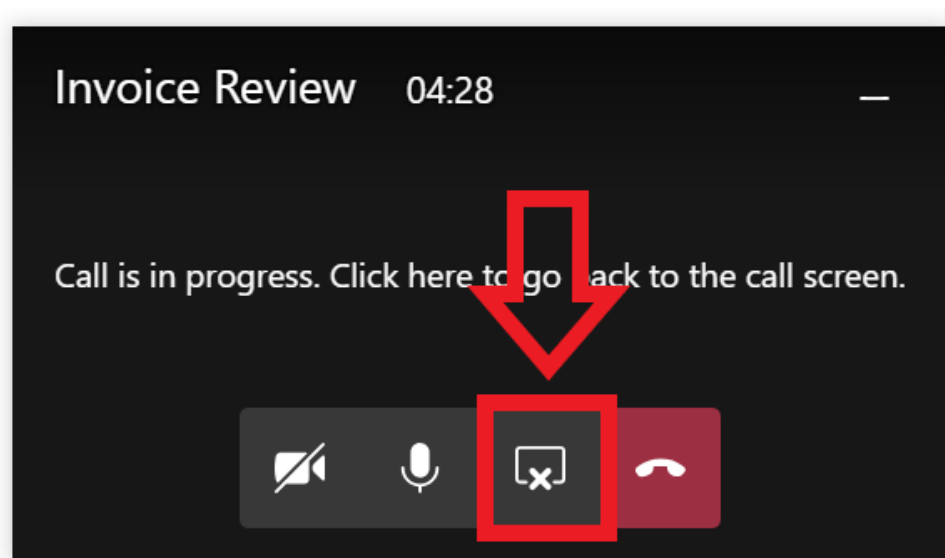 Invoice Review 04:28
Call is in progress. Click here to go back to the call screen.